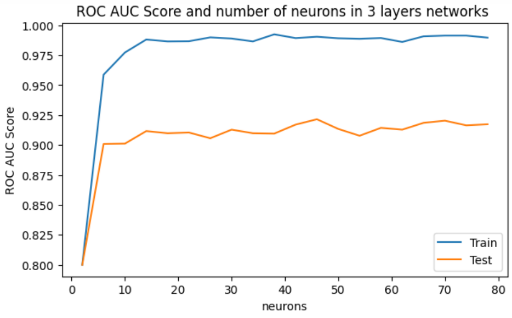 ROC AUC Score and number of neurons in 3 layers networks
1.000
0.975
0.950
0.925
0.900
0.875
0.850
0.825
0.800
ROC AUC Score
Train
Test
0 10 20 30 40 50 60 70 80
neurons